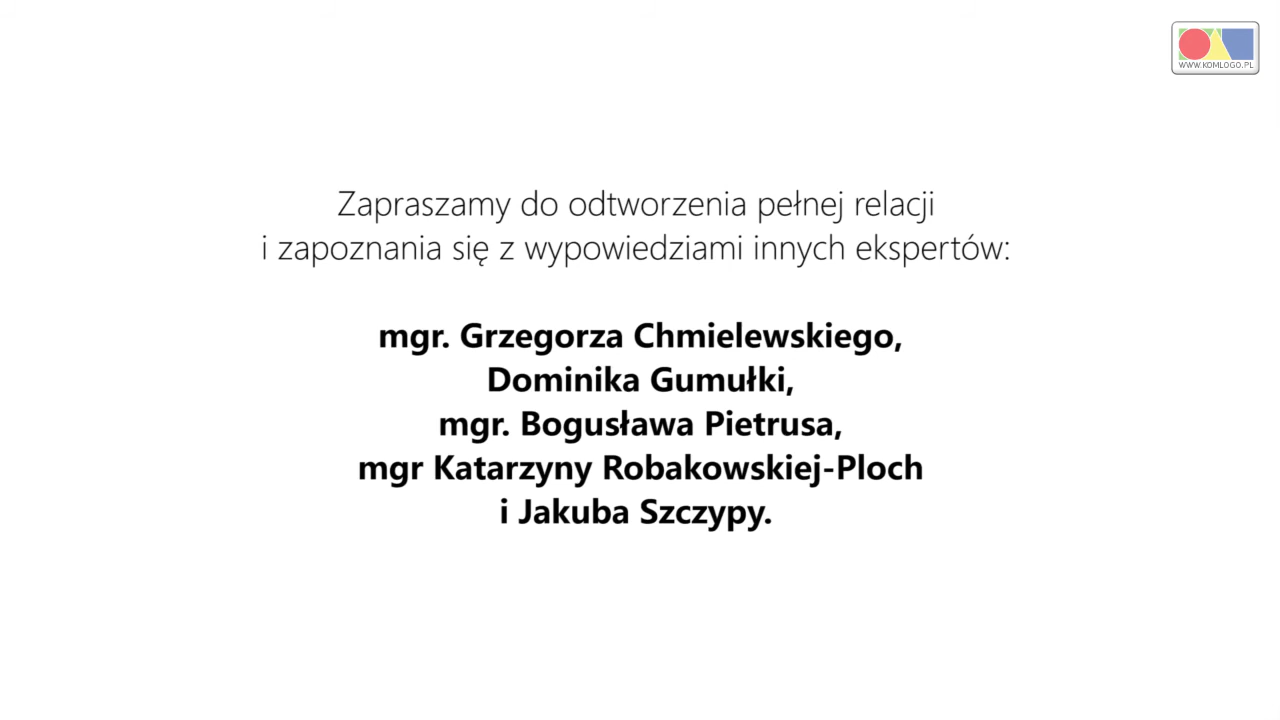 WWW.KOMLOGO.PL
Zapraszamy do odtworzenia pełnej relacji
i zapoznania się z wypowiedziami innych ekspertów:
mgr. Grzegorza Chmielewskiego,
Dominika Gumułki,
mgr. Bogusława Pietrusa,
mgr Katarzyny Robakowskiej-Ploch
i Jakuba Szczypy.